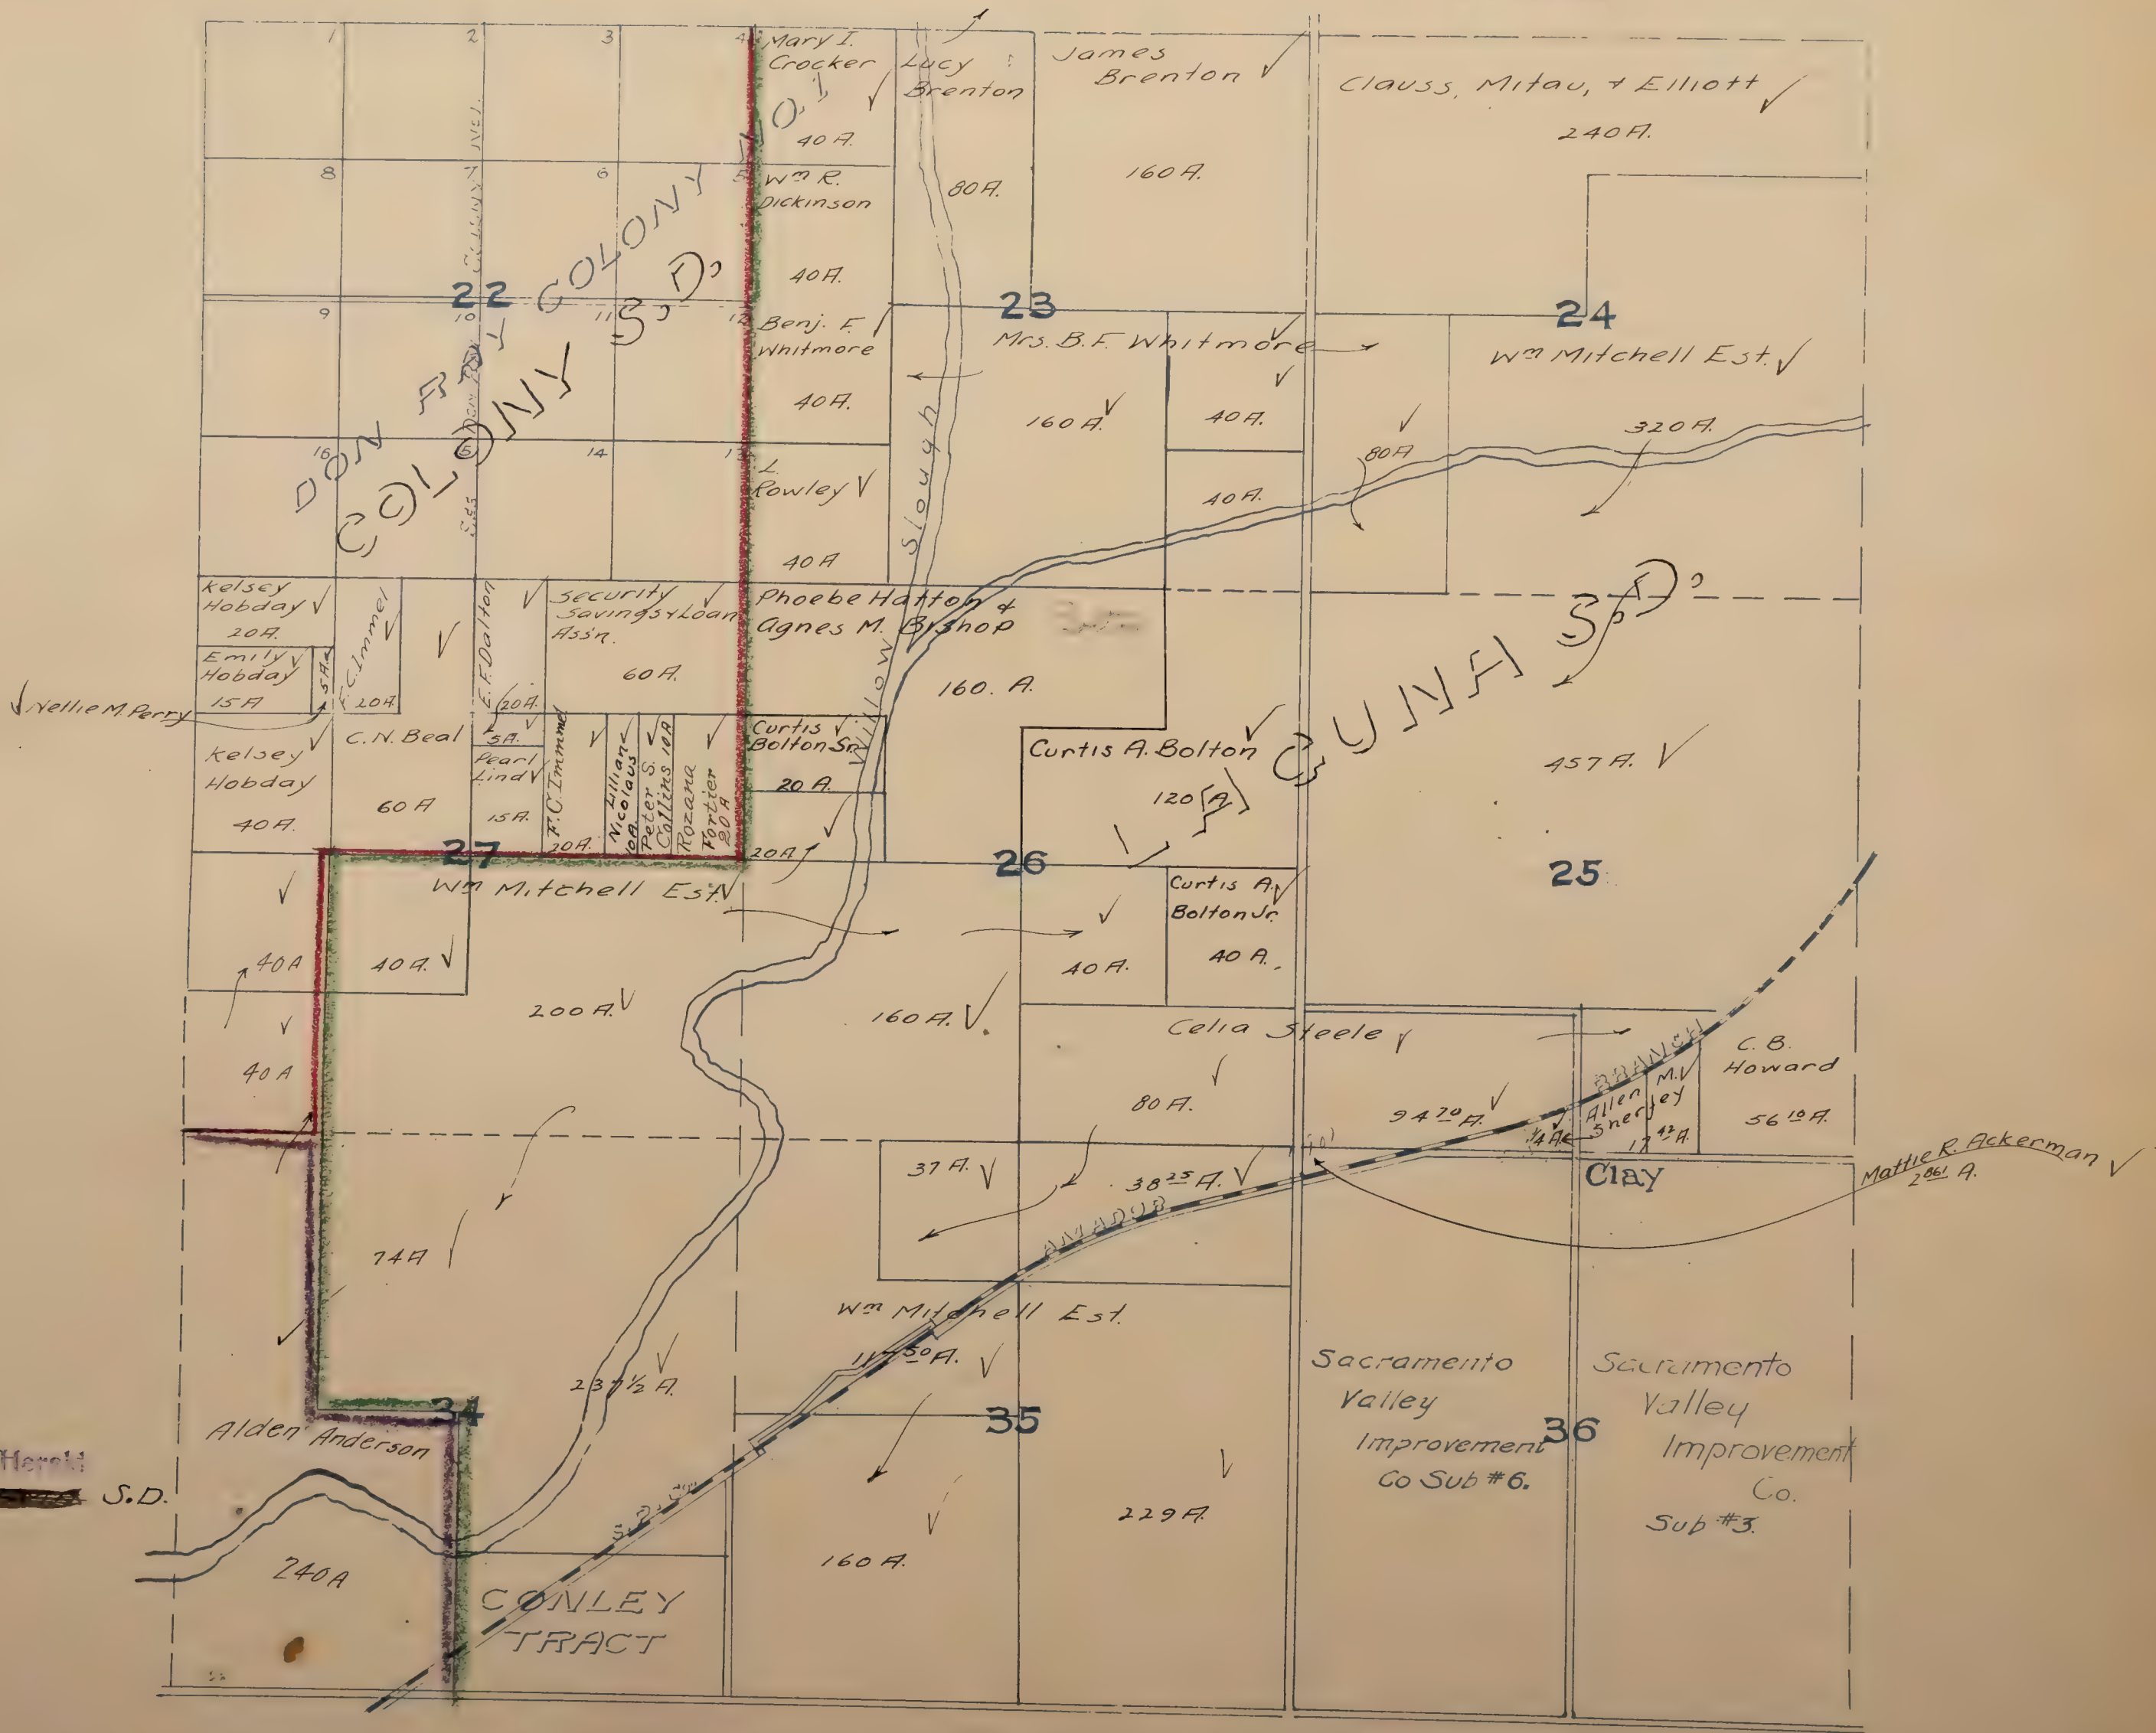 1
2
3
4
Mary I.
Crocker
40 A.
Lucy
Brenton
80 A.
James
Brenton
160 A.
Clauss, Mitau, & Elliott
240 A.
8
7
6
5
Wm R.
Dickinson
40 A.
DON COLONY NO. 1
COLONY S.D.
22
23
24
9
10
11
12
Benj. F.
Whitmore
40 A.
Mrs. B.F. Whitmore
160 A
40 A.
40 A.
80 A
Wm Mitchell Est.
320 A.
16
15
14
13
L.
Rowley
40 A
Willow Slough
Kelsey
Hobday
20 A.
Emily
Hobday
15 A
5 A.
Nellie M. Perry
F.C. Immel
20 A.
E.F. Dalton
20 A.
Security
Savings & Loan
Assn.
60 A.
Phoebe Hatton &
Agnes M. Bishop
160. A.
LAGUNA S.D.
Kelsey
Hobday
40 A.
C.N. Beal
60 A
5 A.
Pearl
Lind
15 A.
F.C. Immmel
20 A.
Lillian
Nicolaus
10 A.
Peter S.
Collins 10 A
Rozana
Fortier
20 A
Curtis
Bolton Sr.
20 A.
20 A
Curtis A. Bolton
120 A
457 A.
27
26
25
Wm Mitchell Est.
40 A
40 A.
40 A
200 A.
160 A.
40 A.
Curtis A.
Bolton Jr.
40 A.
Celia Steele
80 A.
94 70 A.
BRANCH
1/4 A.
Allen M.
Sherley
17 42 A.
C. B.
Howard
56 10 A.
Clay
Mattie R. Ackerman
2 861 A.
37 A.
38 25 A.
AMADOR
74 A
237 1/2 A.
Wm Mitchell Est.
117 50 A.
34
35
36
Alden Anderson
Herald
S.D.
240 A
S.P. Co.
CONLEY
TRACT
160 A.
229 A.
Sacramento
Valley
Improvement
Co Sub #6.
Sacramento
Valley
Improvement
Co.
Sub #3.